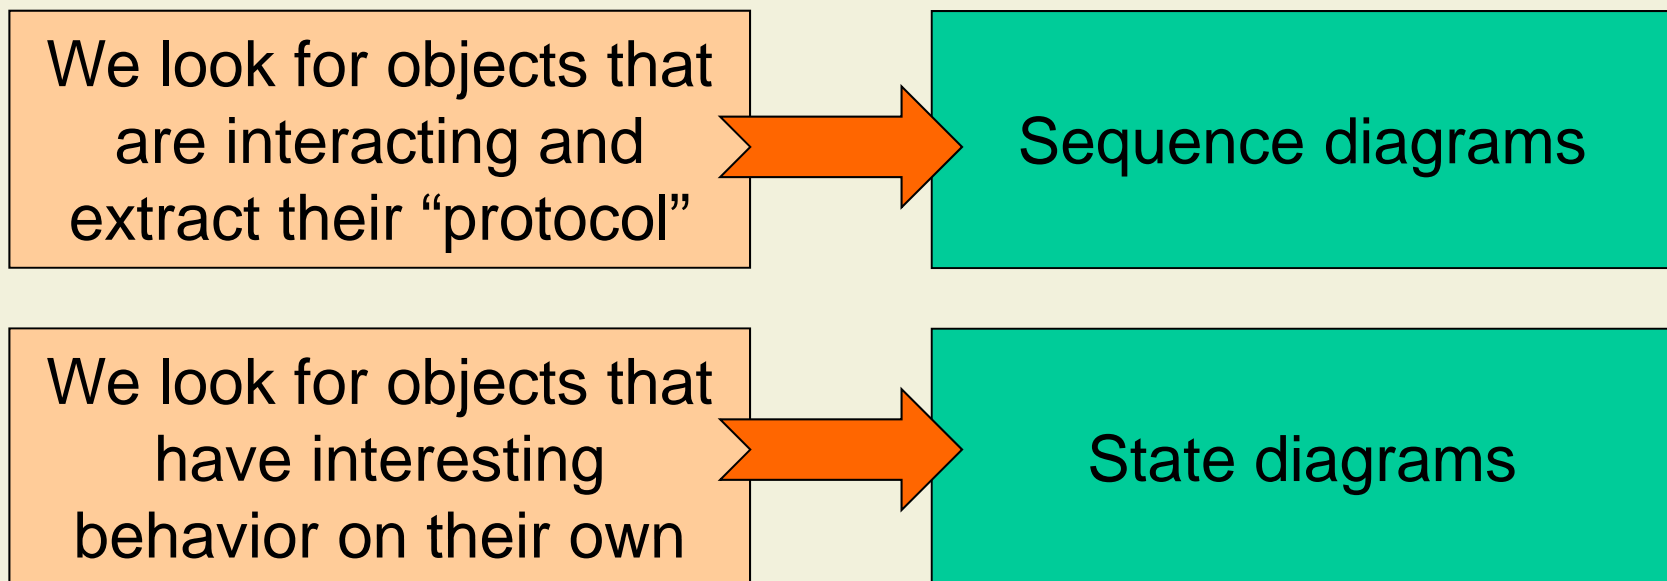 We look for objects that
are interacting and
extract their “protocol”
Sequence diagrams
We look for objects that
have interesting
behavior on their own
State diagrams